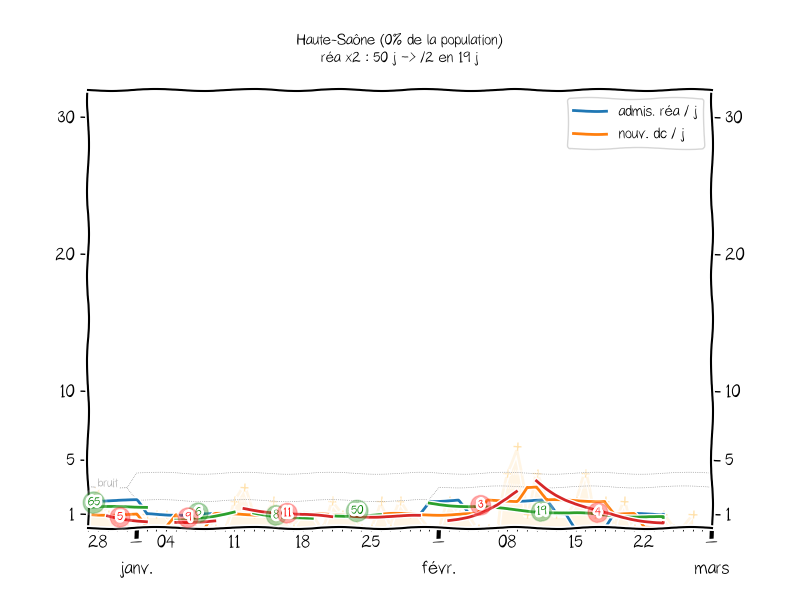 Haute-Saône (0% de la population)
réa x2 : 50 j -> /2 en 19 j
admis. réa / j
nouv. dc / j
30 30
20 20
10 10
5 5
bruit
65 5 9 6 8 11 50 3 19 4
1 1
28 04 11 18 25 08 15 22
janv. févr. mars